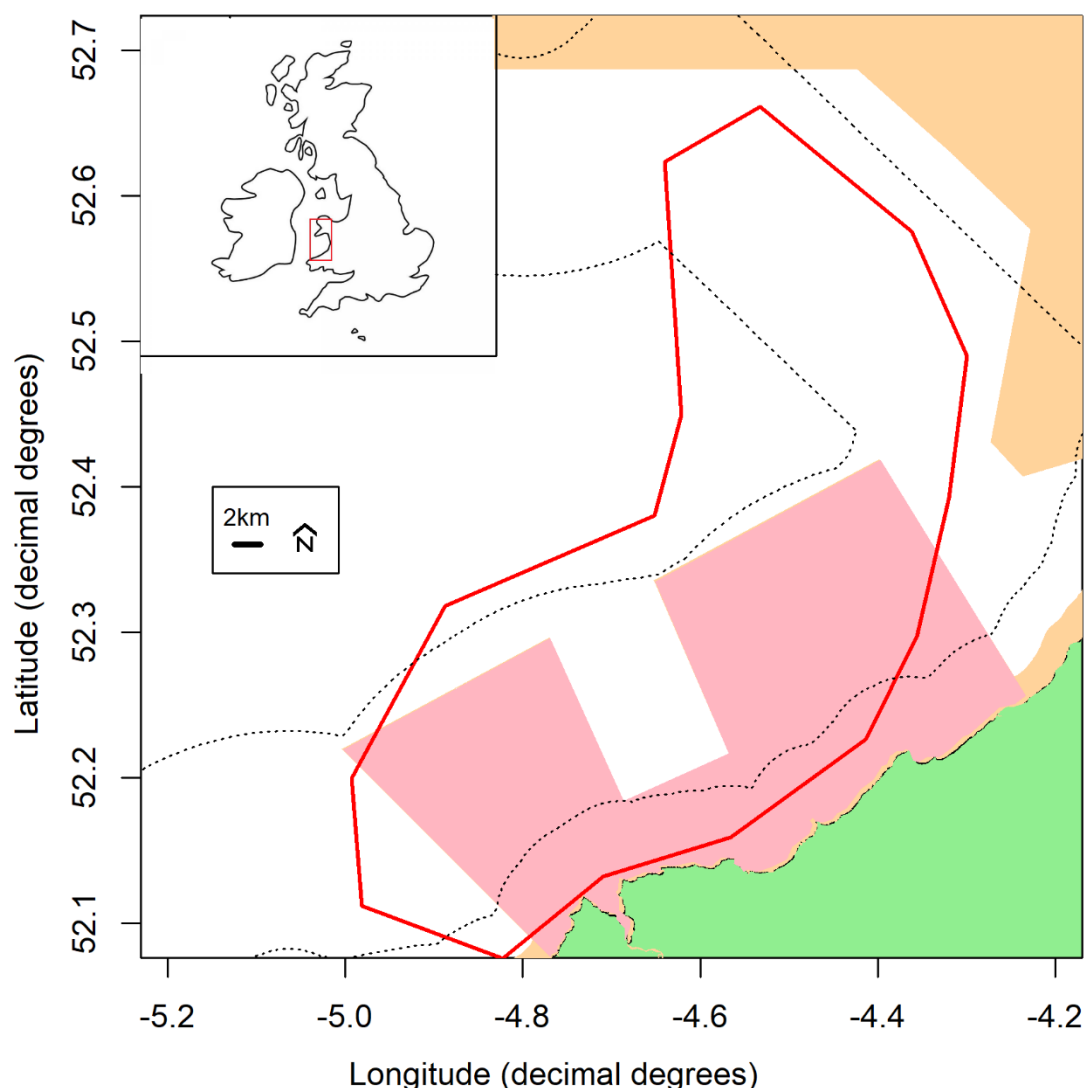 52.7
52.6
52.5
52.4
52.3
52.2
52.1
Latitude (decimal degrees)
2km
N
-5.2 -5.0 -4.8 -4.6 -4.4 -4.2
Longitude (decimal degrees)